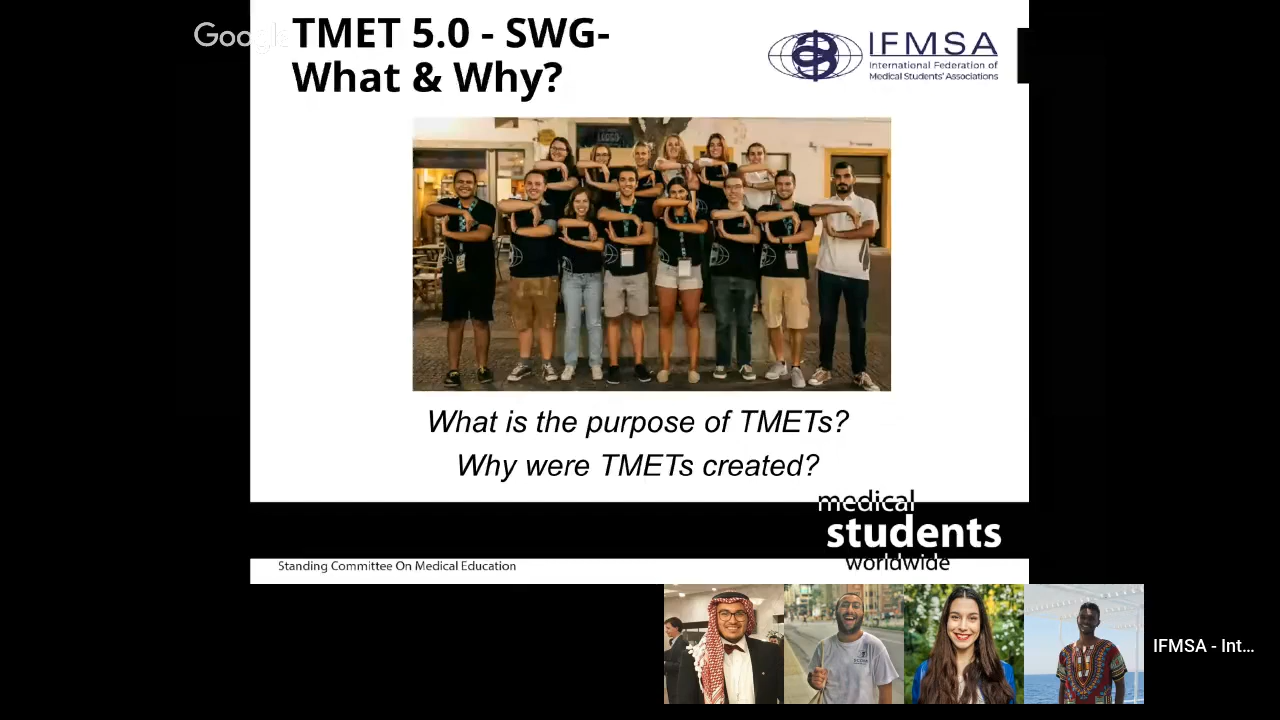 Google
TMET 5.0 - SWG-
What & Why?
IFMSA
International Federation of
Medical Students' Associations
What is the purpose of TMETs?
Why were TMETs created?
medical
students
worldwide
Standing Committee On Medical Education
IFMSA - Int...